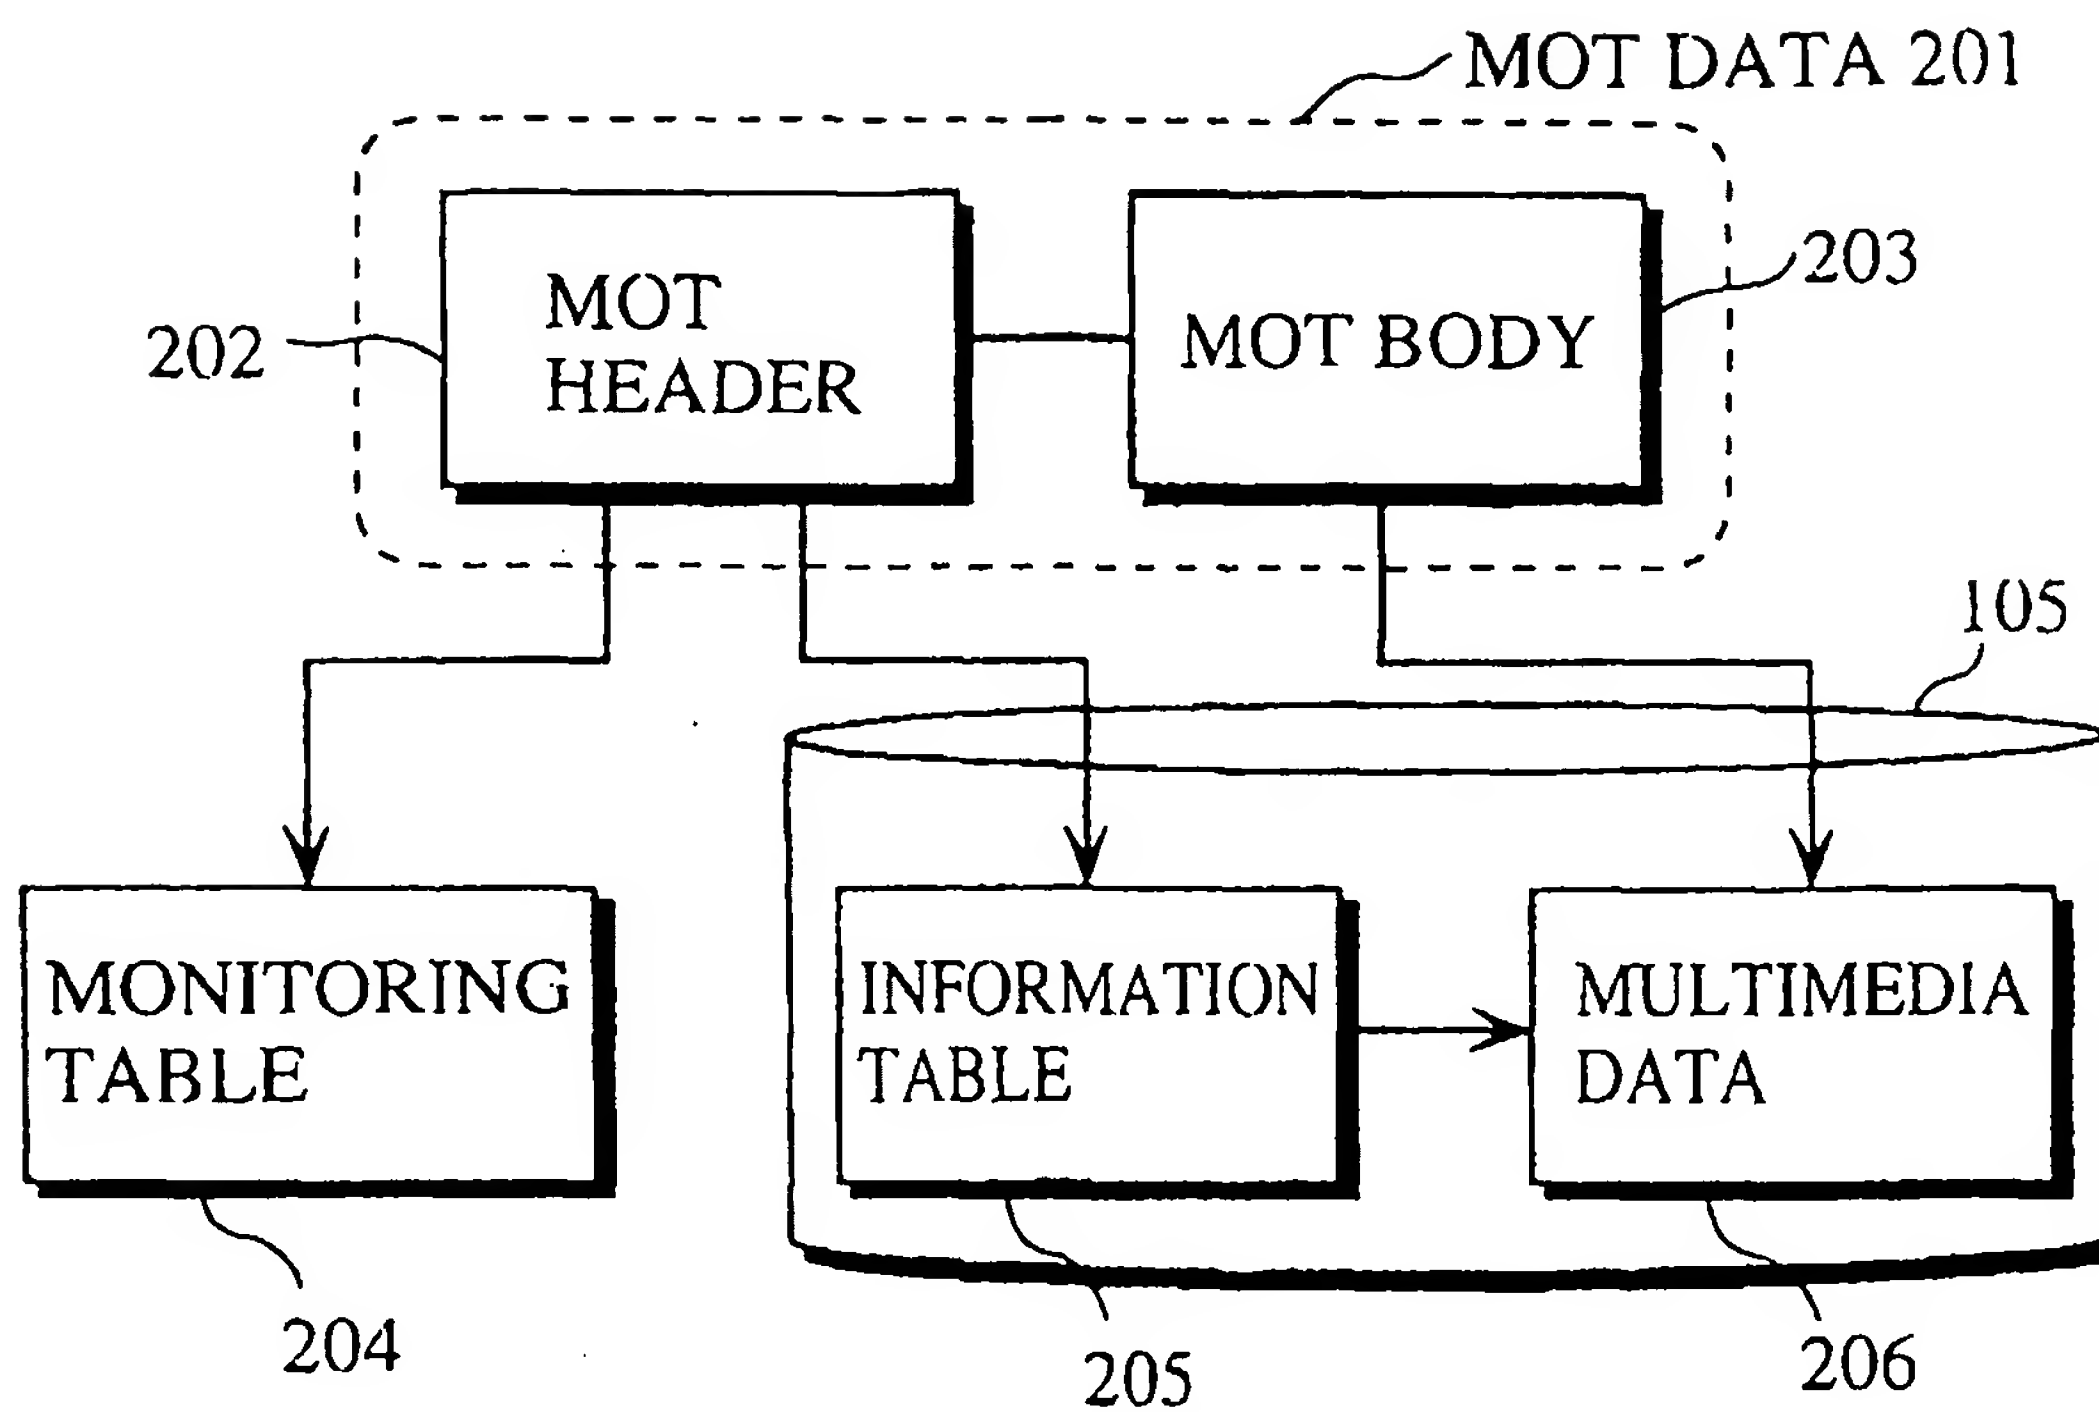 MOT DATA 201
MOT
HEADER
MOT BODY
203
202
105
MONITORING
TABLE
INFORMATION
TABLE
MULTIMEDIA
DATA
204
205
206